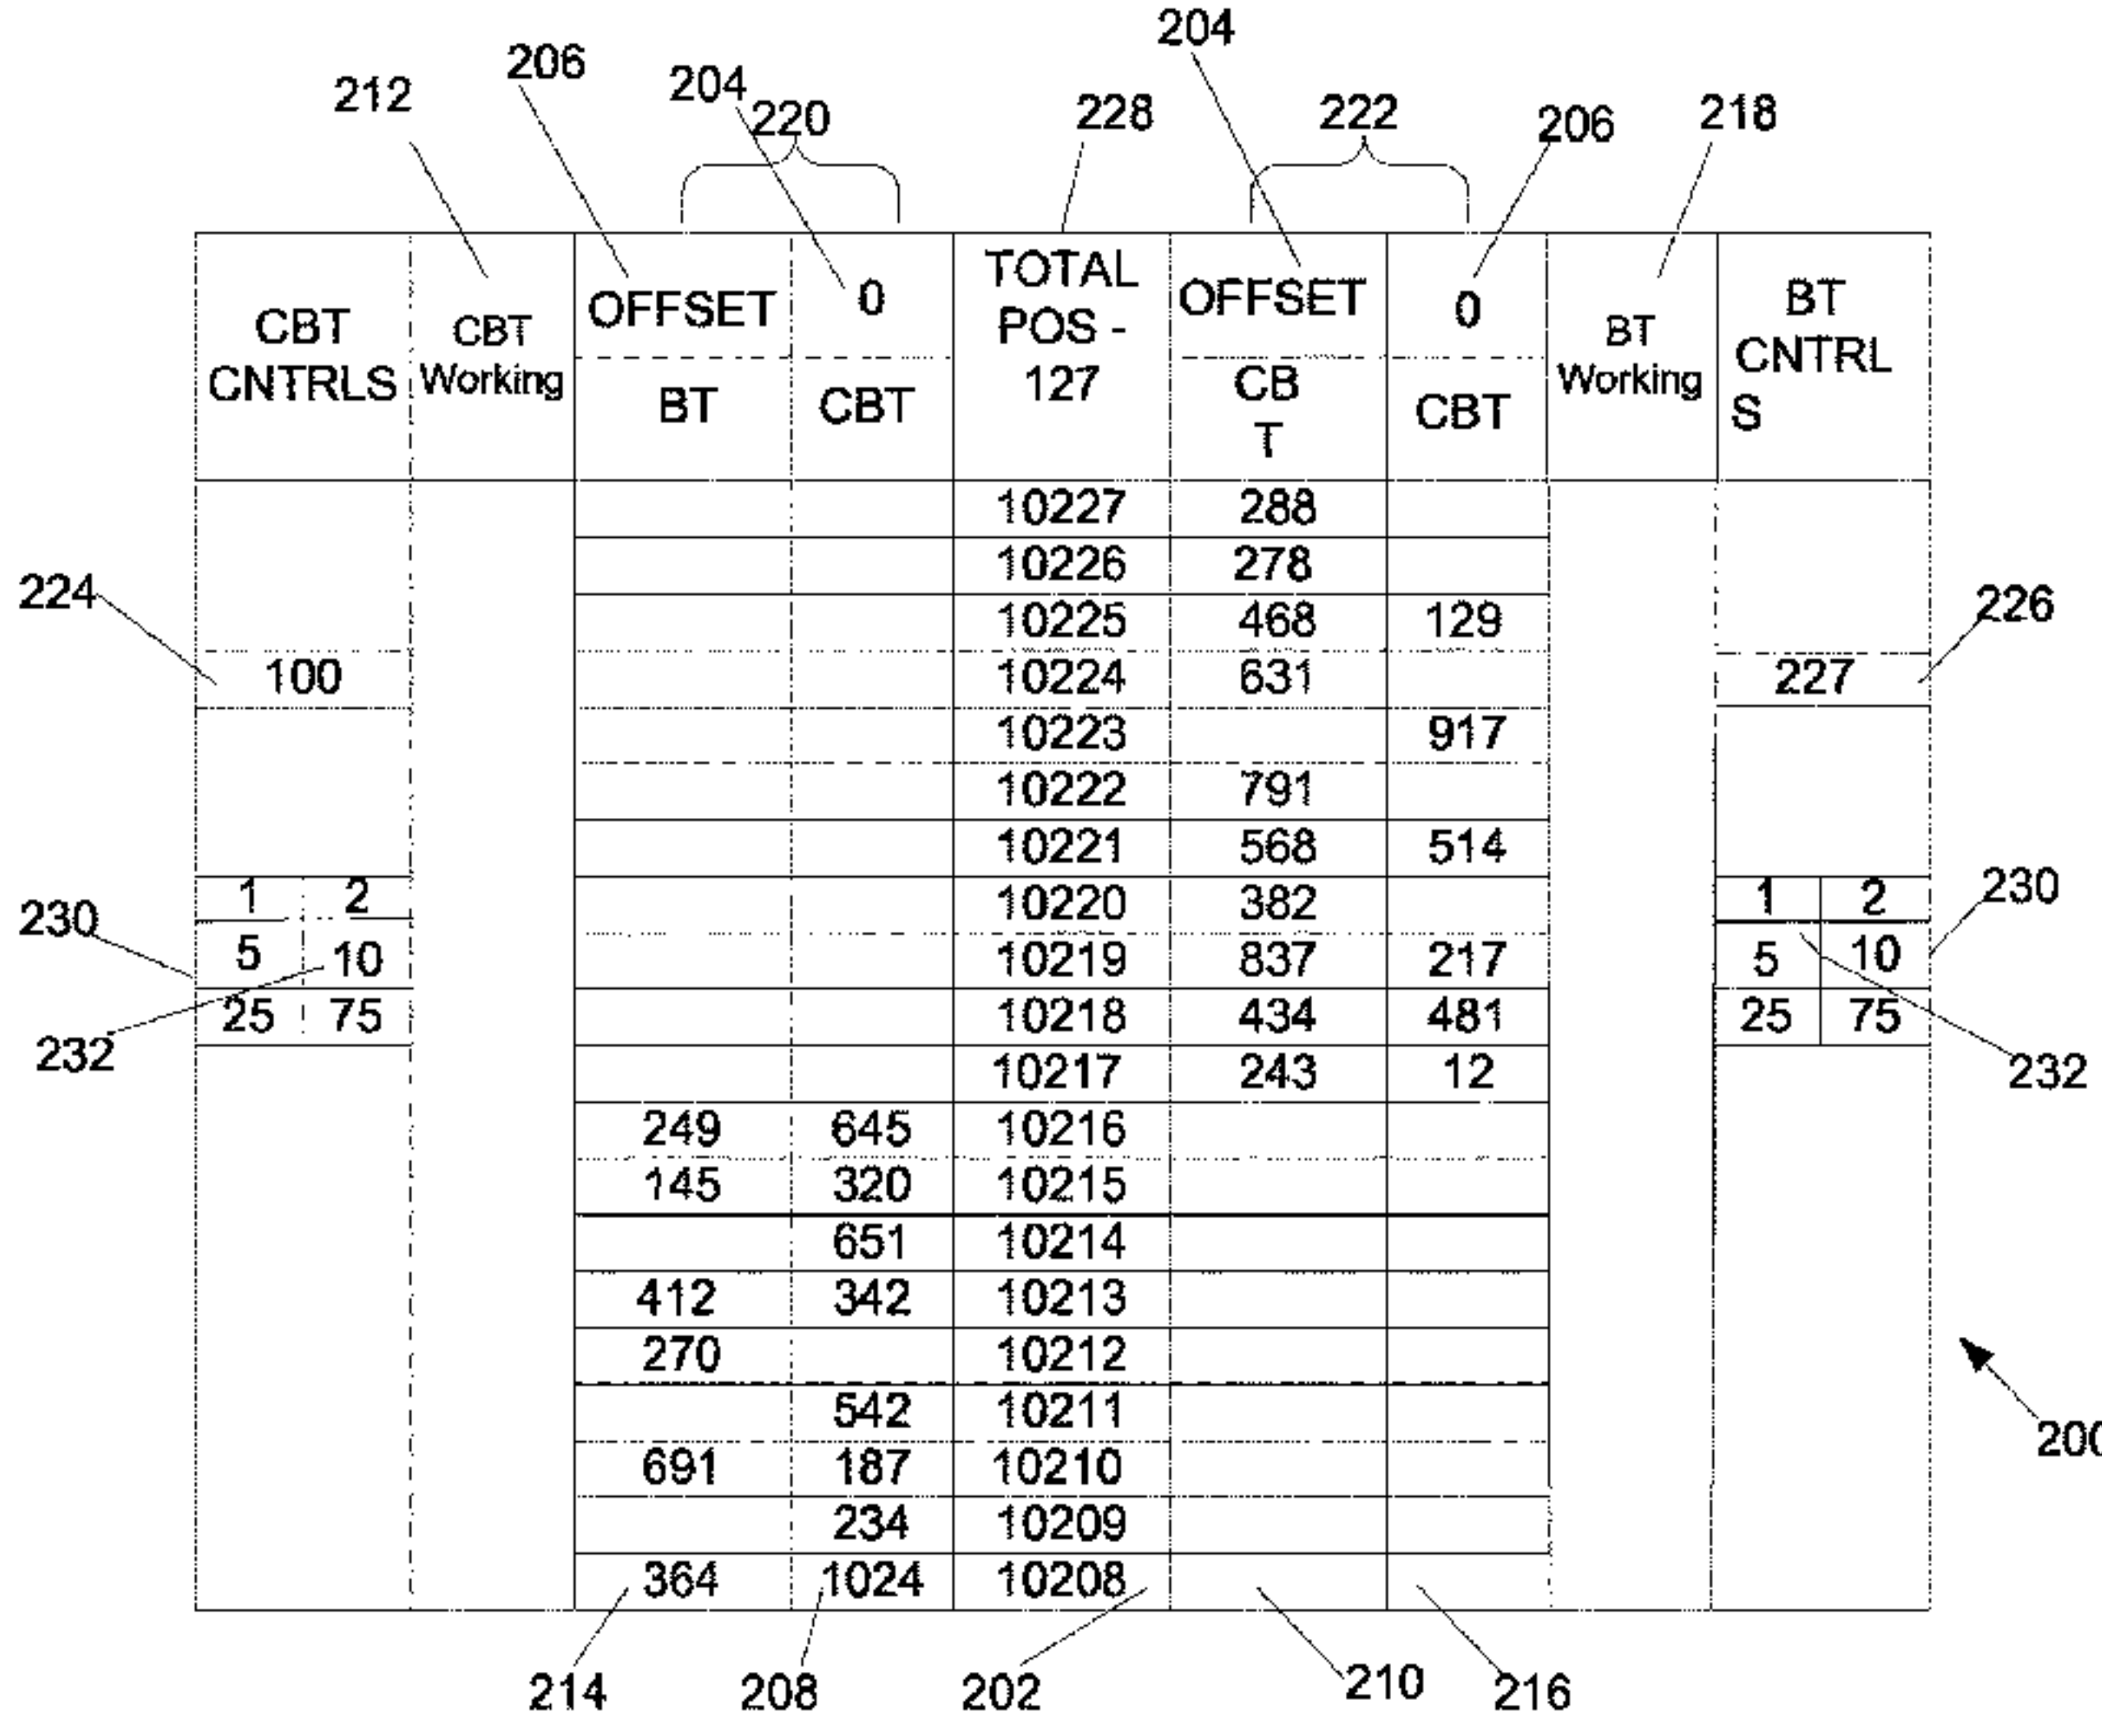 204
206
204
212
220
228
222
206
218
CBT CNTRLS
CBT Working
OFFSET
BT
0
CBT
TOTAL POS - 127
OFFSET
CB T
0
CBT
BT Working
BT CNTRL S
10227 288
10226 278
224
10225 468 129
226
100 10224 631 227
10223 917
10222 791
10221 568 514
1 2 10220 382 1 2
230
230
5 10 10219 837 217 5 10
25 75 10218 434 481 25 75
232
10217 243 12
232
249 645 10216
145 320 10215
651 10214
412 342 10213
270 10212
542 10211
200
691 187 10210
234 10209
364 1024 10208
214 208 202 210 216